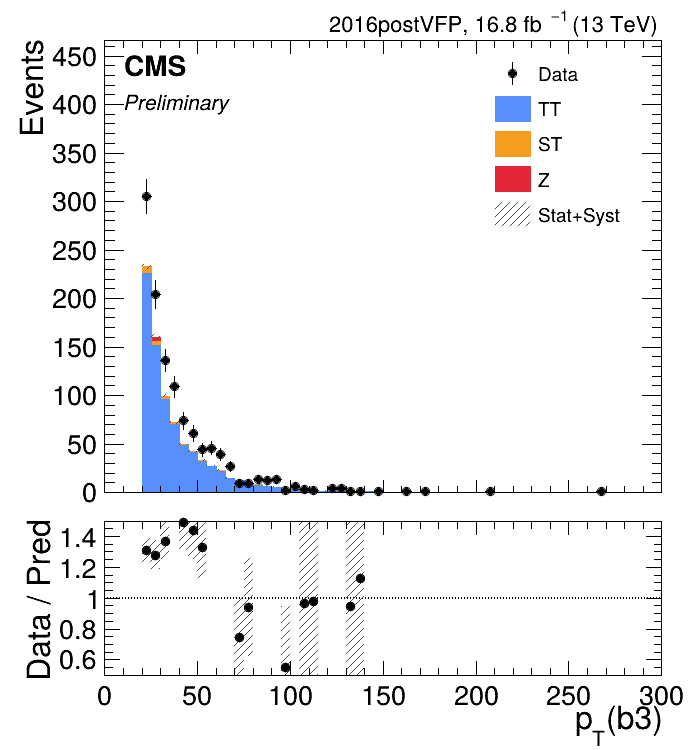 2016postVFP, 16.8 fb ⁻¹ (13 TeV)
CMS
Preliminary
Events
450
400
350
300
250
200
150
100
50
0
Data
TT
ST
Z
Stat+Syst
Data / Pred
1.4
1.2
1
0.8
0.6
0 50 100 150 200 250 300
p_T(b3)